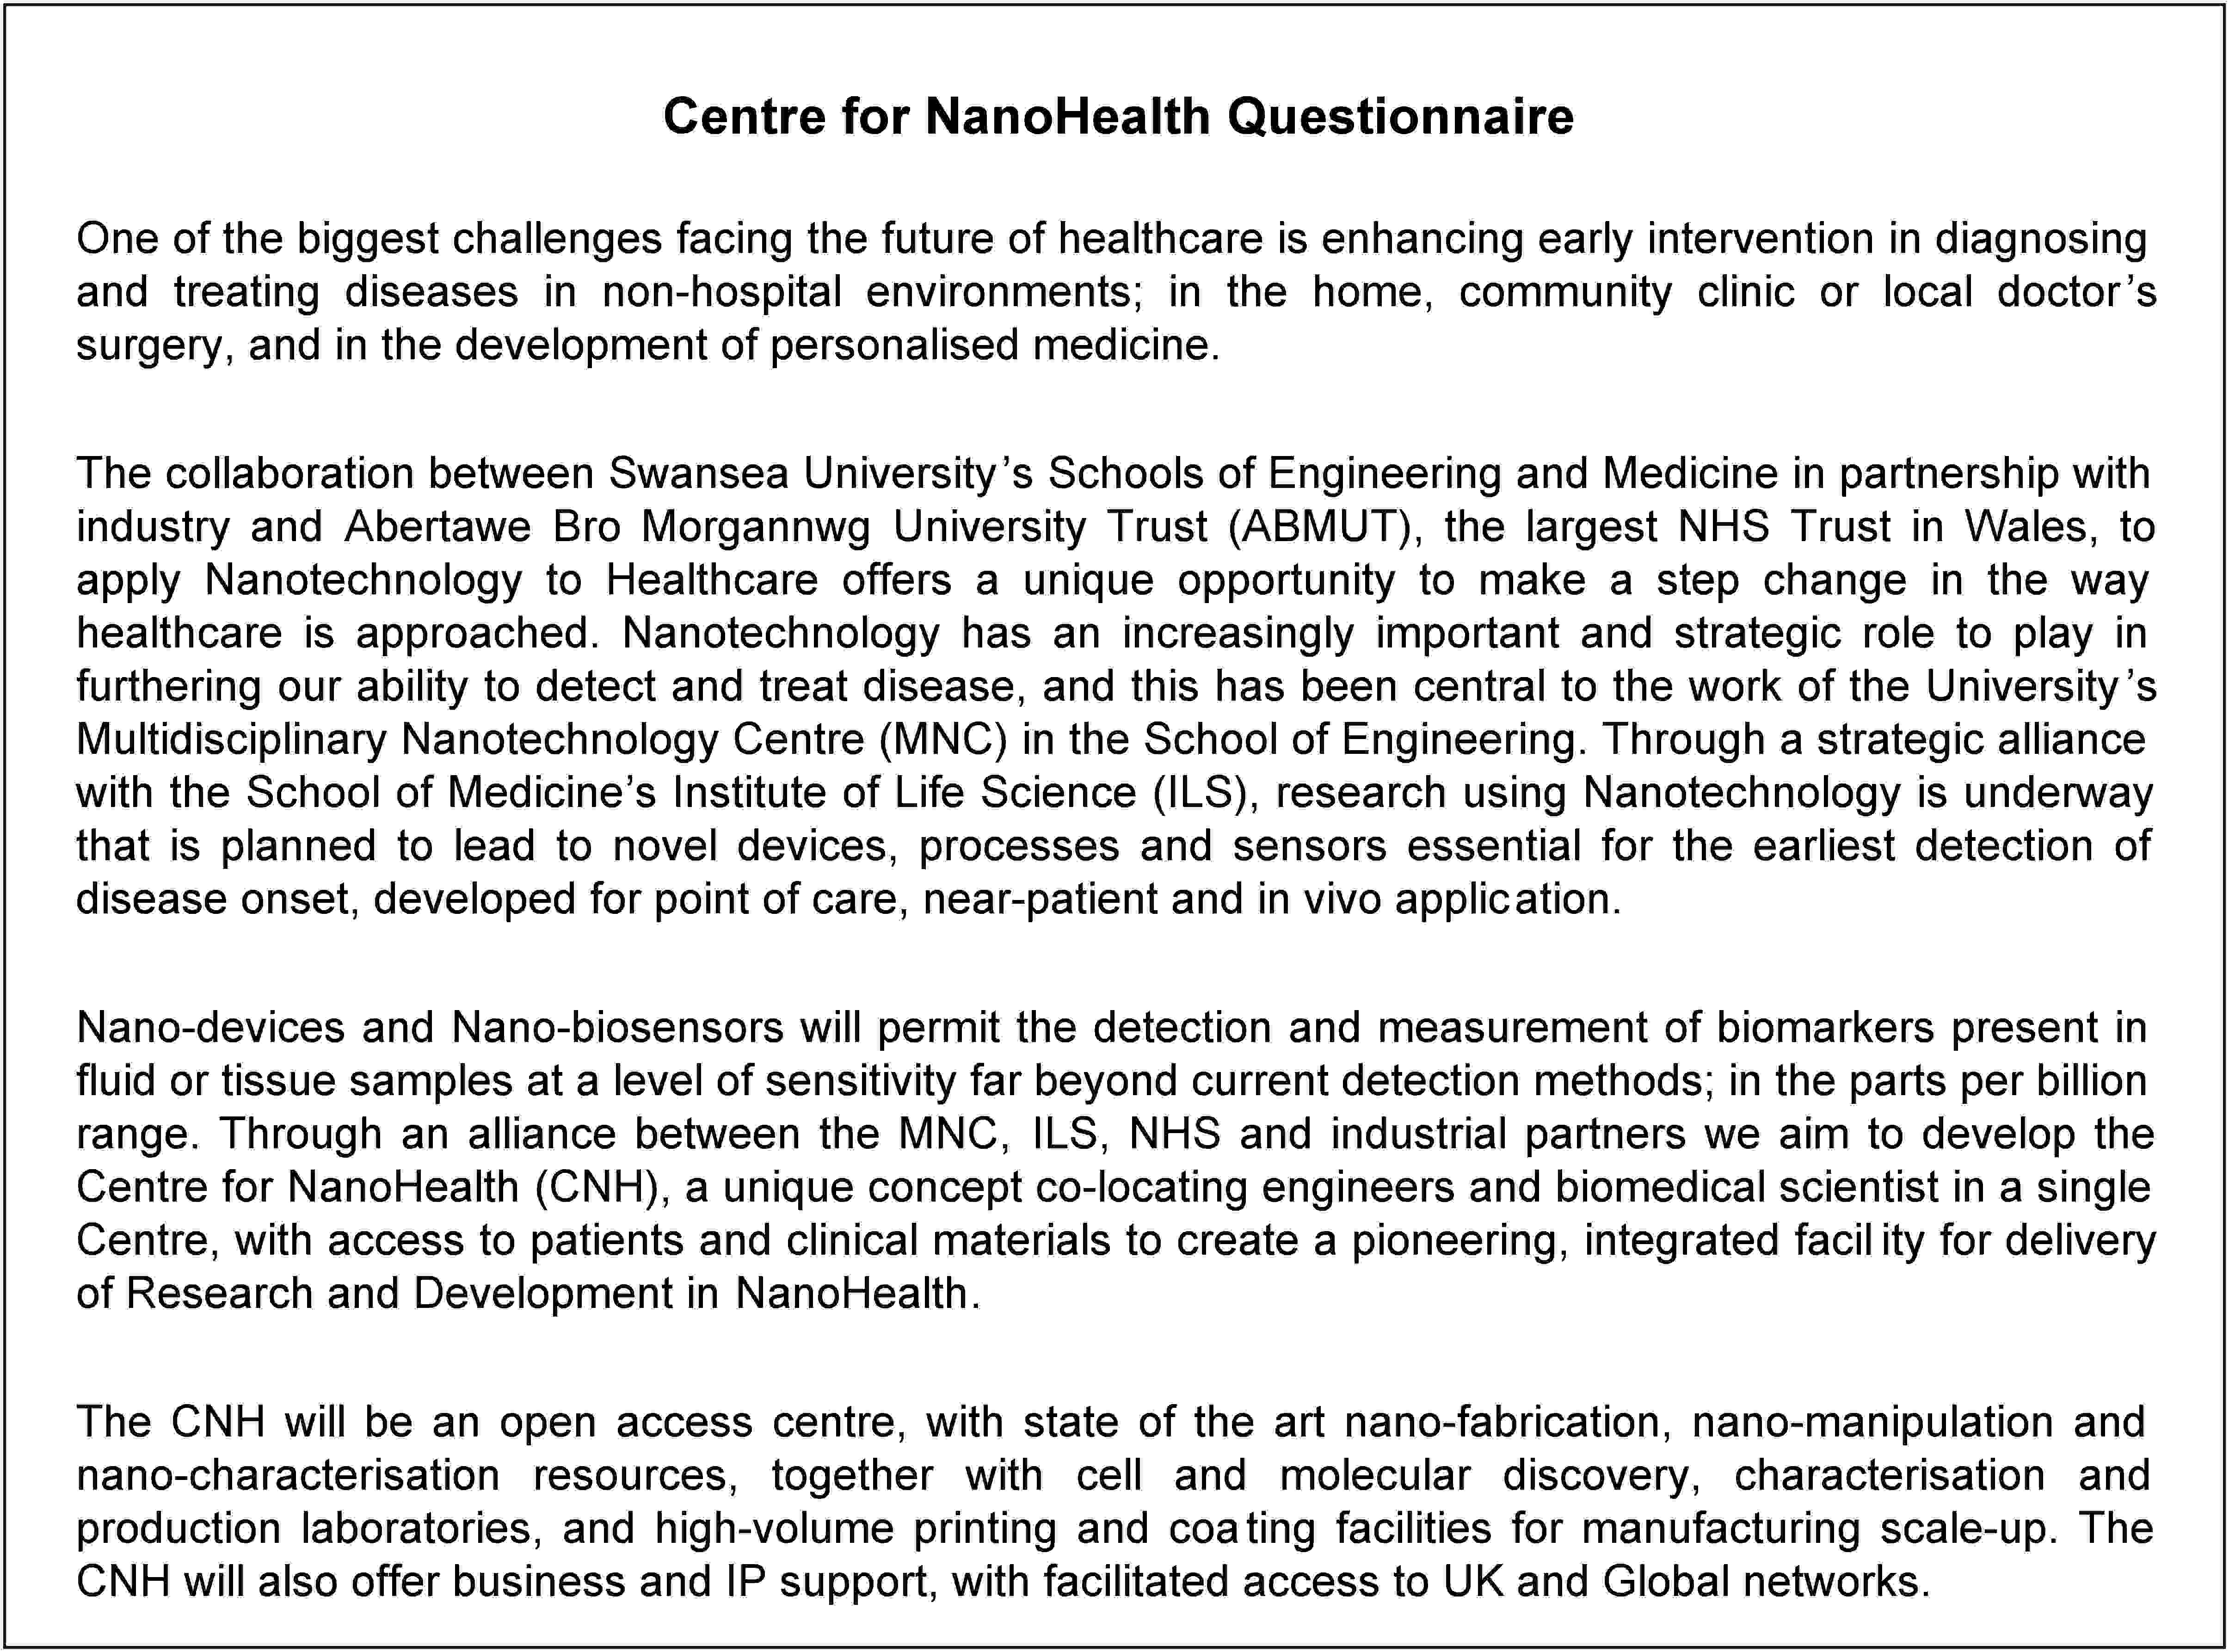 Centre for NanoHealth Questionnaire
One of the biggest challenges facing the future of healthcare is enhancing early intervention in diagnosing
and treating diseases in non-hospital environments; in the home, community clinic or local doctor's
surgery, and in the development of personalised medicine.
The collaboration between Swansea University's Schools of Engineering and Medicine in partnership with
industry and Abertawe Bro Morgannwg University Trust (ABMUT), the largest NHS Trust in Wales, to
apply Nanotechnology to Healthcare offers a unique opportunity to make a step change in the way
healthcare is approached. Nanotechnology has an increasingly important and strategic role to play in
furthering our ability to detect and treat disease, and this has been central to the work of the University's
Multidisciplinary Nanotechnology Centre (MNC) in the School of Engineering. Through a strategic alliance
with the School of Medicine's Institute of Life Science (ILS), research using Nanotechnology is underway
that is planned to lead to novel devices, processes and sensors essential for the earliest detection of
disease onset, developed for point of care, near-patient and in vivo application.
Nano-devices and Nano-biosensors will permit the detection and measurement of biomarkers present in
fluid or tissue samples at a level of sensitivity far beyond current detection methods; in the parts per billion
range. Through an alliance between the MNC, ILS, NHS and industrial partners we aim to develop the
Centre for NanoHealth (CNH), a unique concept co-locating engineers and biomedical scientist in a single
Centre, with access to patients and clinical materials to create a pioneering, integrated facility for delivery
of Research and Development in NanoHealth.
The CNH will be an open access centre, with state of the art nano-fabrication, nano-manipulation and
nano-characterisation resources, together with cell and molecular discovery, characterisation and
production laboratories, and high-volume printing and coating facilities for manufacturing scale-up. The
CNH will also offer business and IP support, with facilitated access to UK and Global networks.